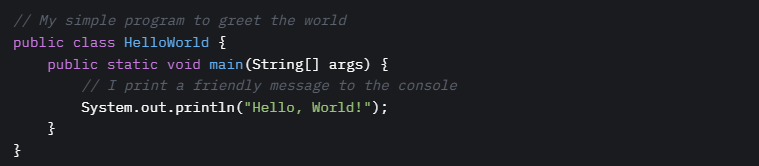 // My simple program to greet the world
public class HelloWorld {
    public static void main(String[] args) {
        // I print a friendly message to the console
        System.out.println("Hello, World!");
    }
}